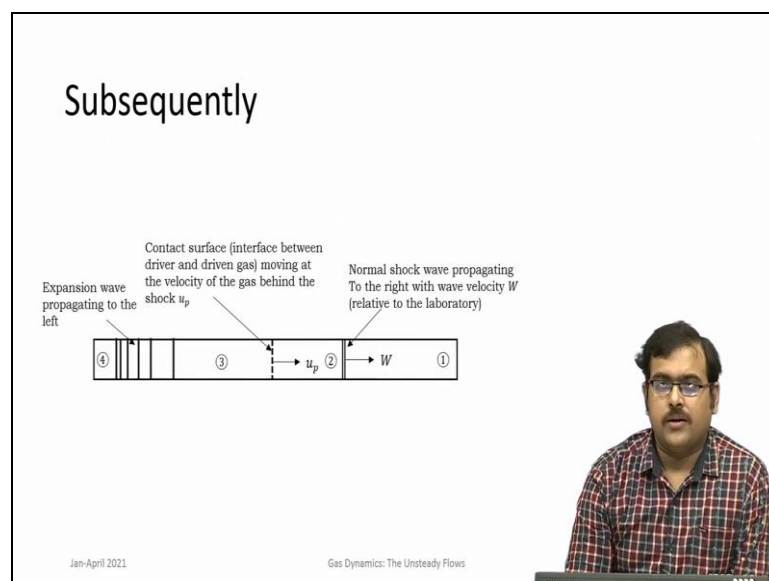 Subsequently
Contact surface (interface between
driver and driven gas) moving at
the velocity of the gas behind the
shock u_p
Normal shock wave propagating
To the right with wave velocity W
(relative to the laboratory)
Expansion wave
propagating to the
left
④ ③ u_p ② W ①
Jan-April 2021
Gas Dynamics: The Unsteady Flows